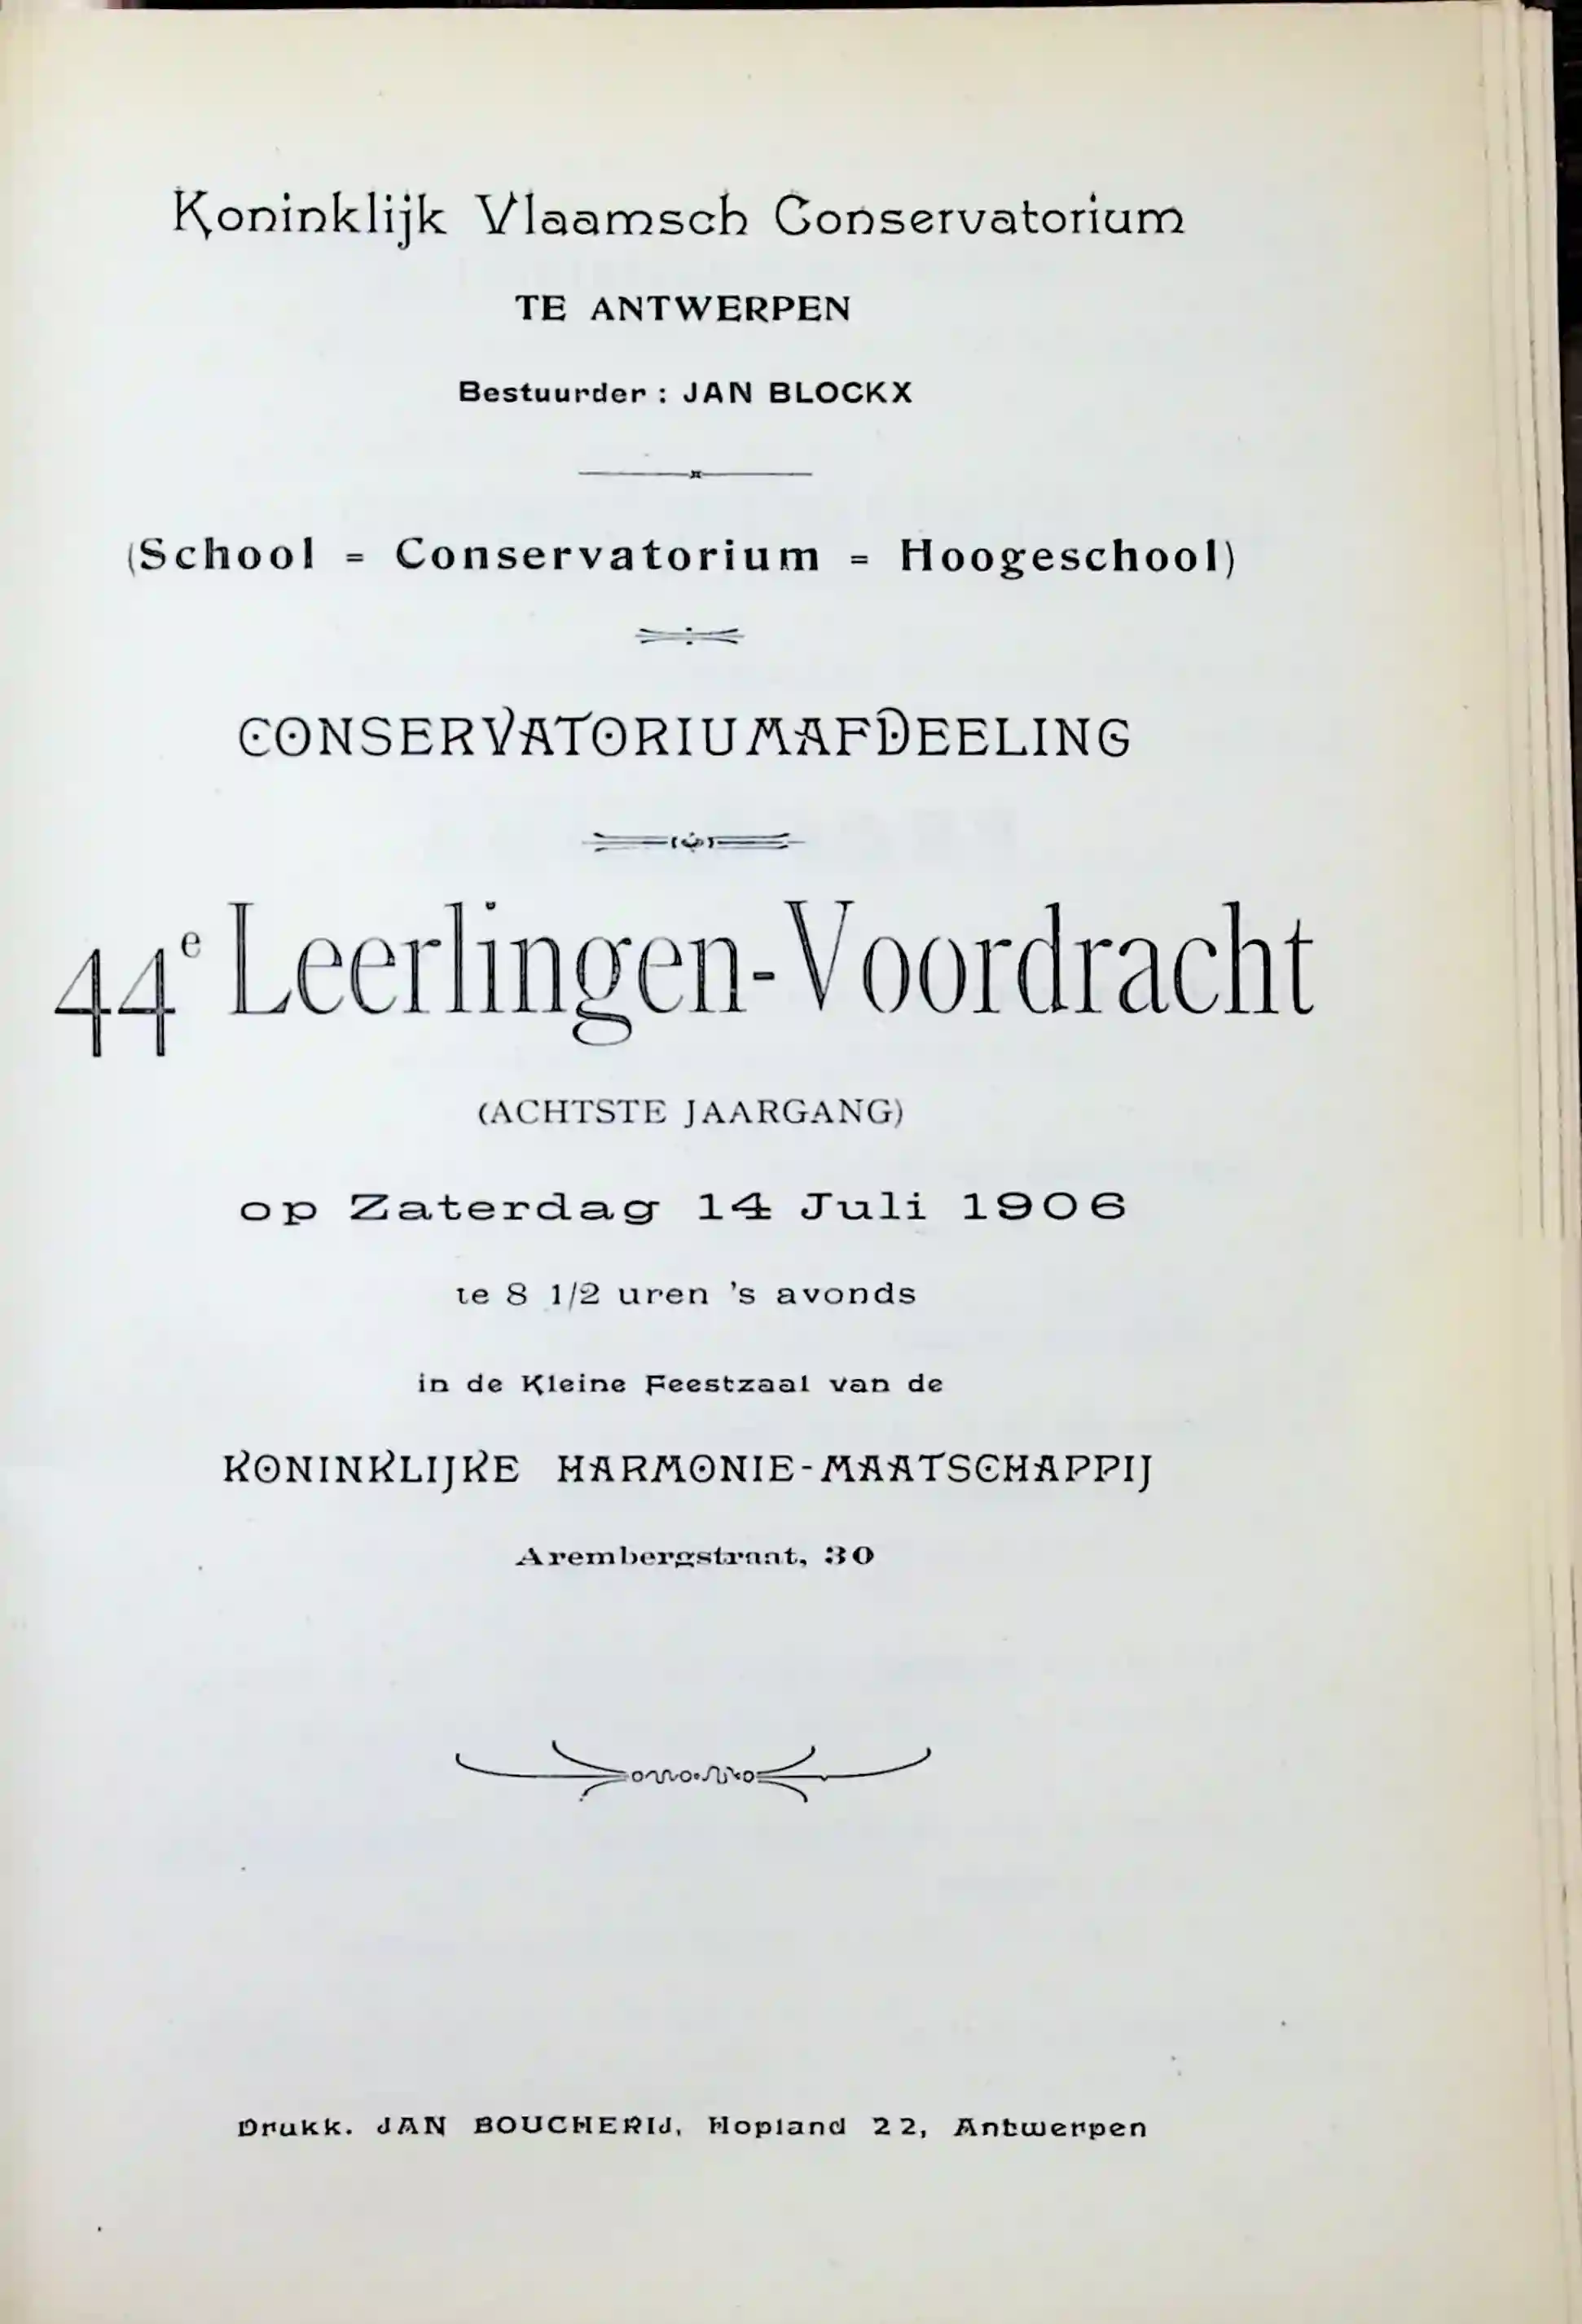 Koninklijk Vlaamsch Conservatorium
TE ANTWERPEN
Bestuurder : JAN BLOCKX
(School = Conservatorium = Hoogeschool)
CONSERVATORIUMAFDEELING
44e Leerlingen-Voordracht
(ACHTSTE JAARGANG)
op Zaterdag 14 Juli 1906
te 8 1/2 uren 's avonds
in de Kleine Feestzaal van de
KONINKLIJKE HARMONIE-MAATSCHAPPIJ
Arembergstraat, 30
Drukk. JAN BOUCHERIJ, Hopland 22, Antwerpen